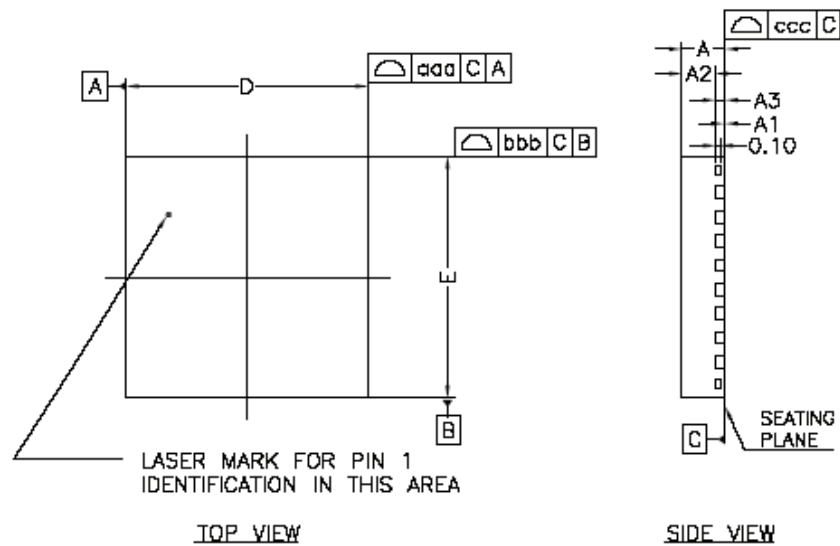 A
D
aaa C A
bbb C B
E
B
LASER MARK FOR PIN 1
IDENTIFICATION IN THIS AREA
TOP VIEW
ccc C
A
A2
A3
A1
0.10
C
SEATING
PLANE
SIDE VIEW